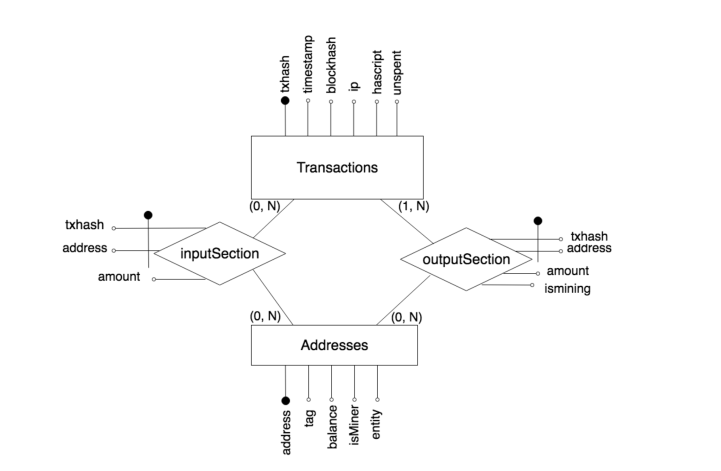 txhash
timestamp
blockhash
ip
hascript
unspent
Transactions
(0, N)
(1, N)
txhash
address
amount
inputSection
outputSection
txhash
address
amount
ismining
(0, N)
(0, N)
Addresses
address
tag
balance
isMiner
entity